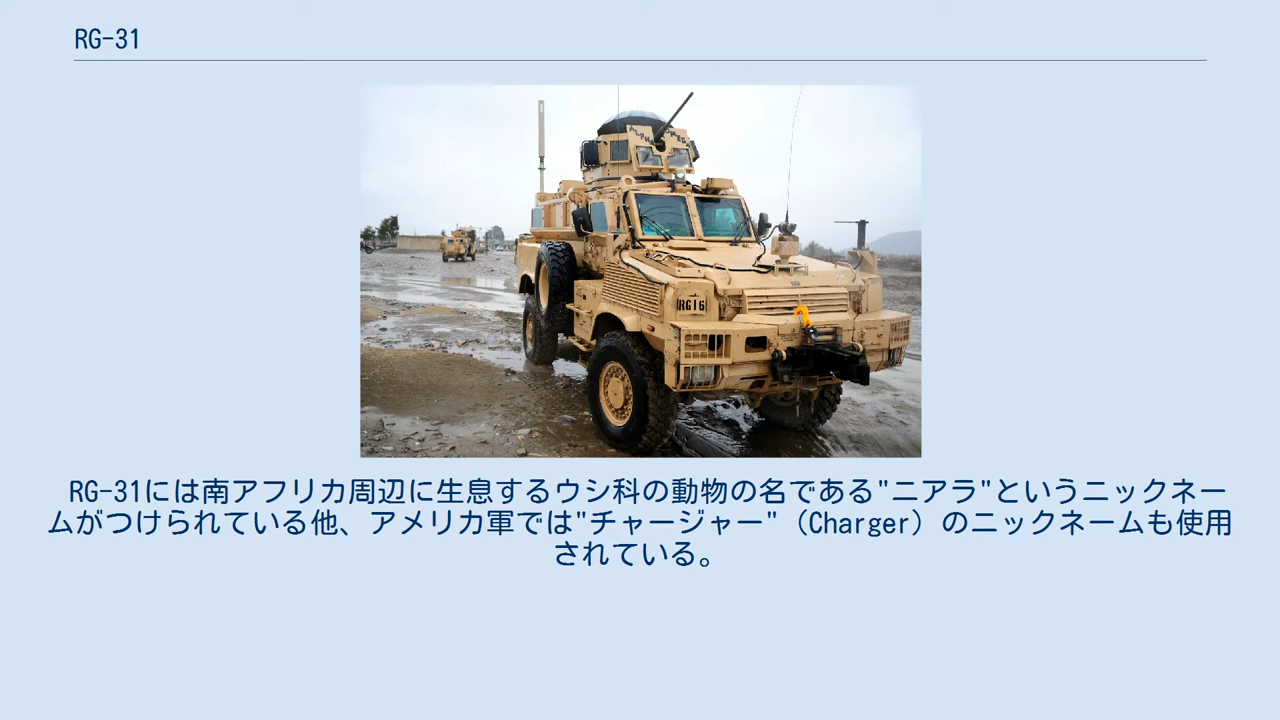 RG-31
RG16
RG-31には南アフリカ周辺に生息するウシ科の動物の名である"ニアラ"というニックネー
ムがつけられている他、アメリカ軍では"チャージャー"（Charger）のニックネームも使用
されている。